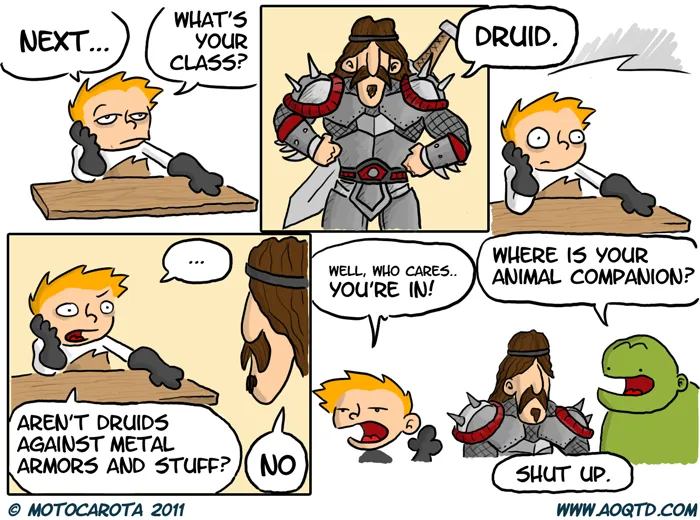 NEXT...
WHAT'S
YOUR
CLASS?
DRUID.
...
AREN'T DRUIDS
AGAINST METAL
ARMORS AND STUFF?
NO
WELL, WHO CARES..
YOU'RE IN!
WHERE IS YOUR
ANIMAL COMPANION?
SHUT UP.
© MOTOCAROTA 2011
WWW.AOQTD.COM